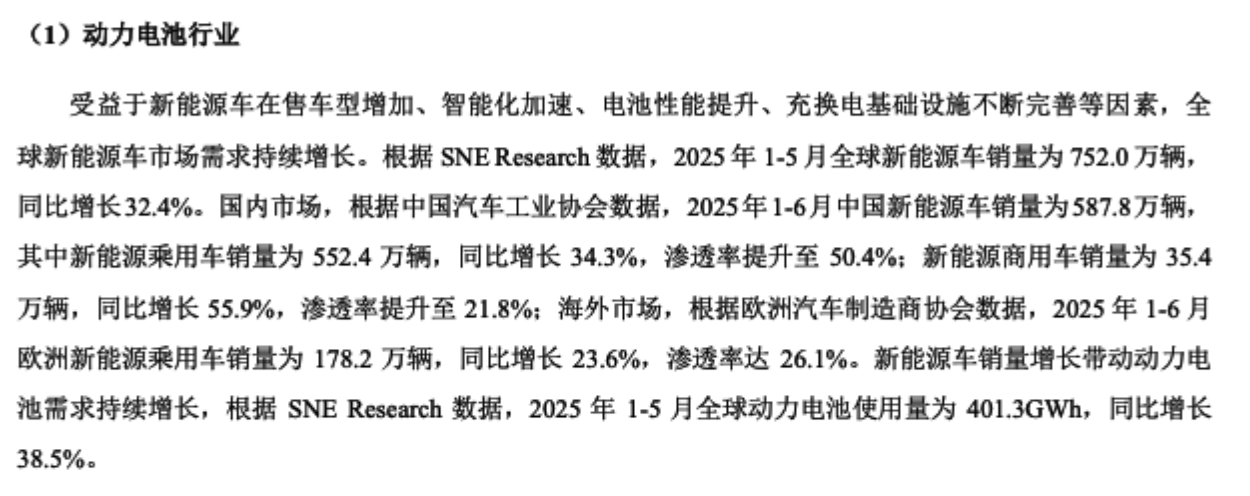 （1）动力电池行业
受益于新能源车在售车型增加、智能化加速、电池性能提升、充换电基础设施不断完善等因素，全
球新能源车市场需求持续增长。根据 SNE Research 数据，2025 年 1-5 月全球新能源车销量为 752.0 万辆，
同比增长 32.4%。国内市场，根据中国汽车工业协会数据，2025 年 1-6 月中国新能源车销量为 587.8 万辆，
其中新能源乘用车销量为 552.4 万辆，同比增长 34.3%，渗透率提升至 50.4%；新能源商用车销量为 35.4
万辆，同比增长 55.9%，渗透率提升至 21.8%；海外市场，根据欧洲汽车制造商协会数据，2025 年 1-6 月
欧洲新能源乘用车销量为 178.2 万辆，同比增长 23.6%，渗透率达 26.1%。新能源车销量增长带动动力电
池需求持续增长，根据 SNE Research 数据，2025 年 1-5 月全球动力电池使用量为 401.3GWh，同比增长
38.5%。